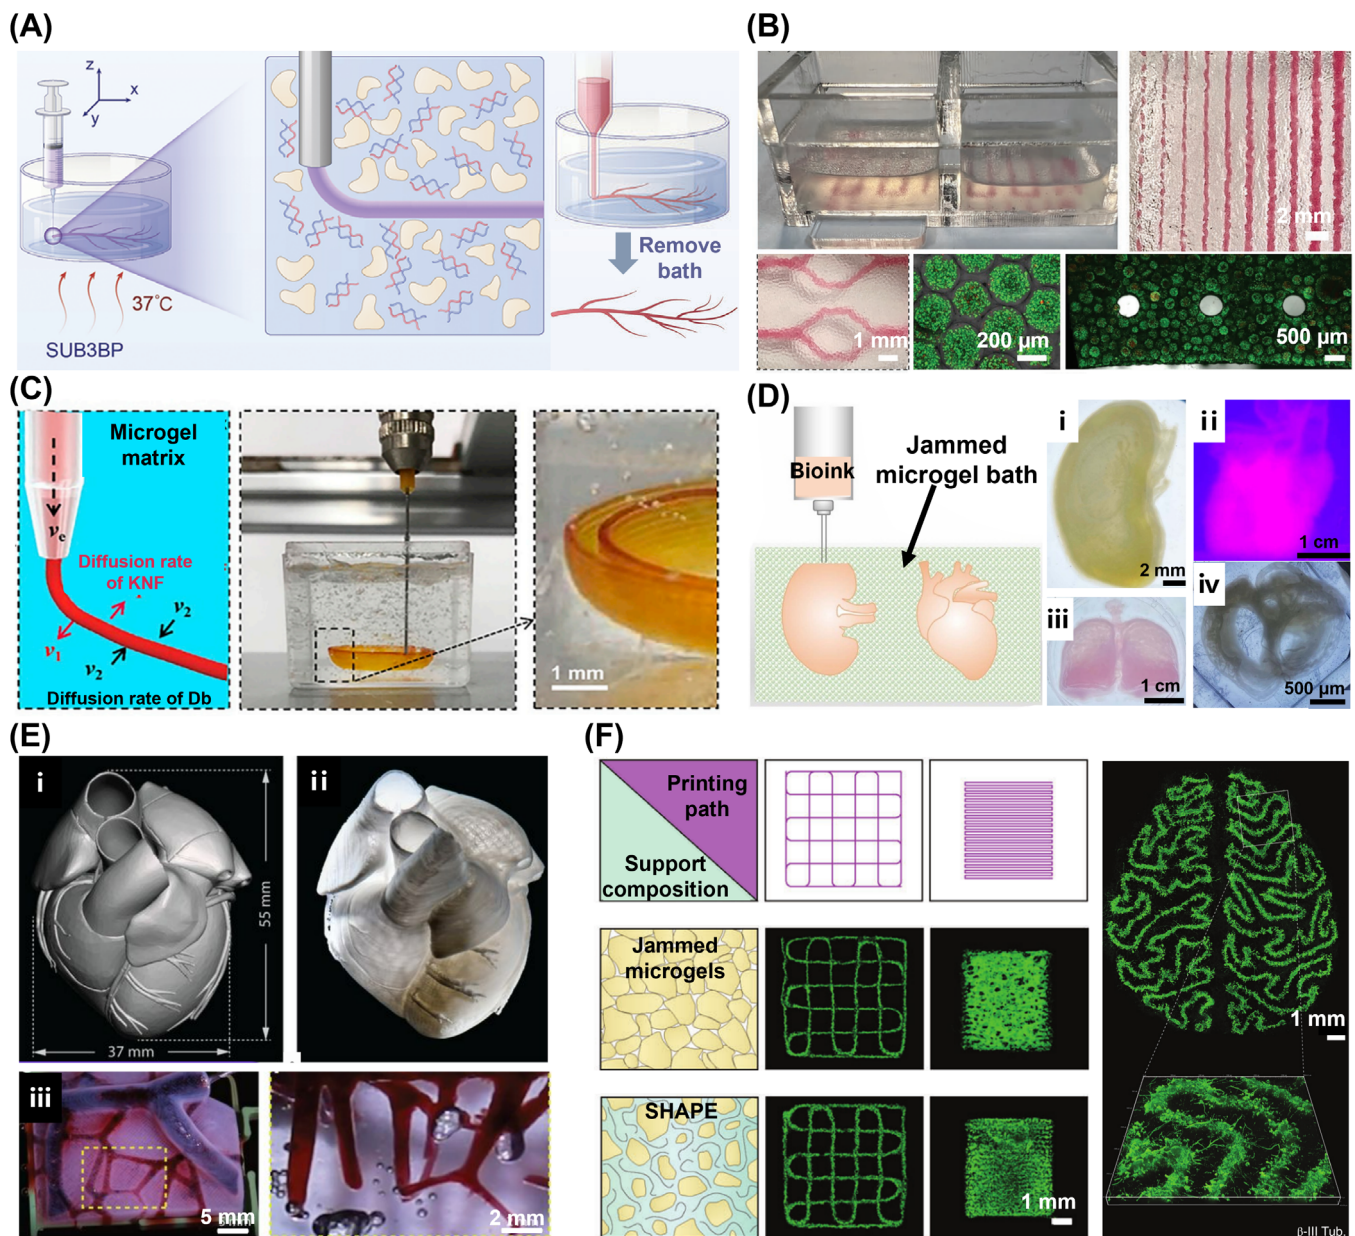 (A)
z
x
y
37°C
SUB3BP
Remove
bath
(B)
2 mm
1 mm
200 µm
500 µm
(C)
Microgel
matrix
vₑ
Diffusion rate
of KNF
v₂
v₁
v₂
Diffusion rate of Db
1 mm
(D)
Bioink
Jammed
microgel bath
i
2 mm
ii
1 cm
iii
1 cm
iv
500 µm
(E)
i
55 mm
37 mm
ii
iii
5 mm
2 mm
(F)
Printing
path
Support
composition
Jammed
microgels
SHAPE
1 mm
1 mm
β-III Tub.